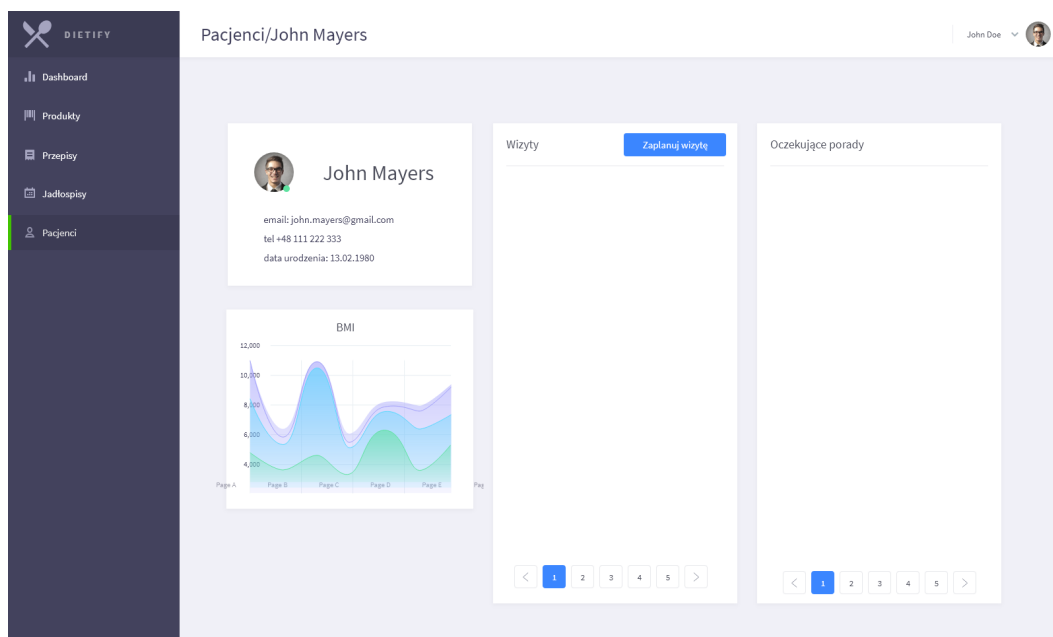 DIETIFY
Pacjenci/John Mayers
John Doe
Dashboard
Produkty
Przepisy
Jadłospisy
Pacjenci
John Mayers
email: john.mayers@gmail.com
tel +48 111 222 333
data urodzenia: 13.02.1980
BMI
12,000
10,000
8,000
6,000
4,000
Page A Page B Page C Page D Page E Pag
Wizyty
Zaplanuj wizytę
1 2 3 4 5
Oczekujące porady
1 2 3 4 5